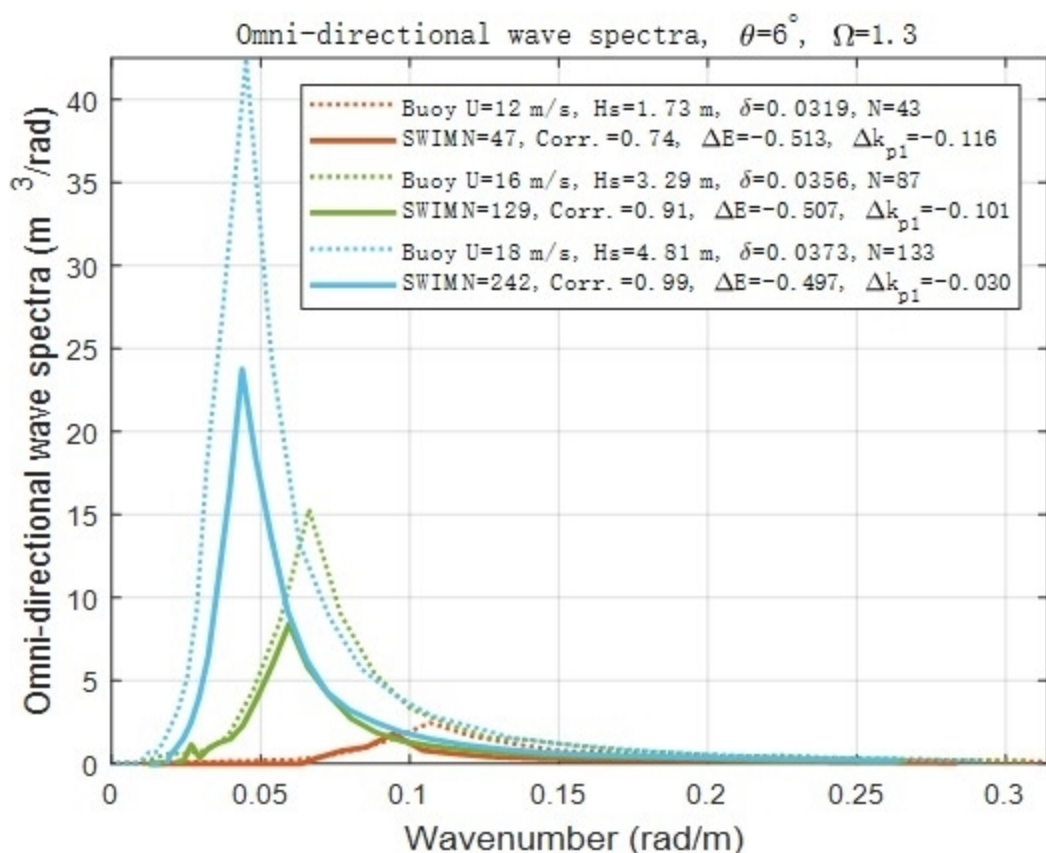 Omni-directional wave spectra, θ=6°, Ω=1.3
Buoy U=12 m/s, Hs=1.73 m, δ=0.0319, N=43
SWIMN=47, Corr.=0.74, ΔE=-0.513, Δkp1=-0.116
Buoy U=16 m/s, Hs=3.29 m, δ=0.0356, N=87
SWIMN=129, Corr.=0.91, ΔE=-0.507, Δkp1=-0.101
Buoy U=18 m/s, Hs=4.81 m, δ=0.0373, N=133
SWIMN=242, Corr.=0.99, ΔE=-0.497, Δkp1=-0.030
Omni-directional wave spectra (m 3/rad)
40
35
30
25
20
15
10
5
0
0 0.05 0.1 0.15 0.2 0.25 0.3
Wavenumber (rad/m)